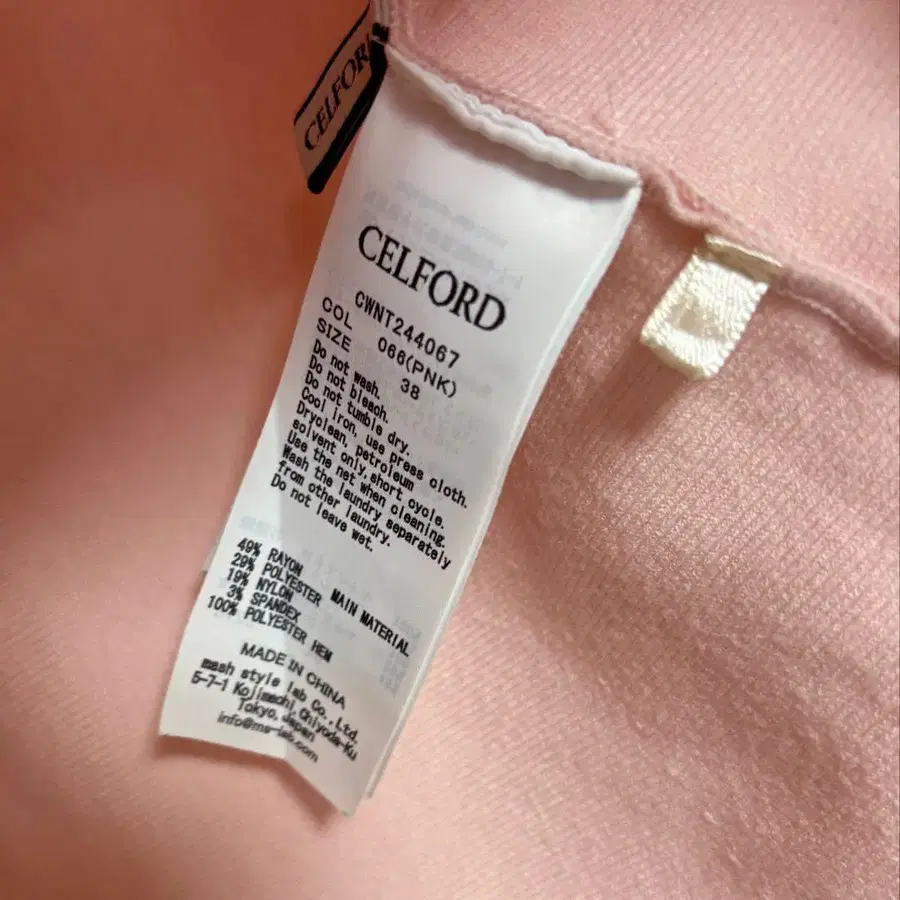 CELFOR
CELFORD
CWNT244067
COL 066(PNK)
SIZE 38
Do not wash.
Do not bleach.
Do not tumble dry.
Cool iron, use press cloth.
Dryclean, petroleum
solvent only,short cycle.
Use the net when cleaning.
Wash the laundry separately
from other laundry.
Do not leave wet.
49% RAYON
29% POLYESTER MAIN MATERIAL
19% NYLON
3% SPANDEX
100% POLYESTER HEM
MADE IN CHINA
mash style lab Co.,Ltd.
5-7-1 Kojimachi,Chiyoda-Ku
Tokyo,Japan
info@ms-lab.com